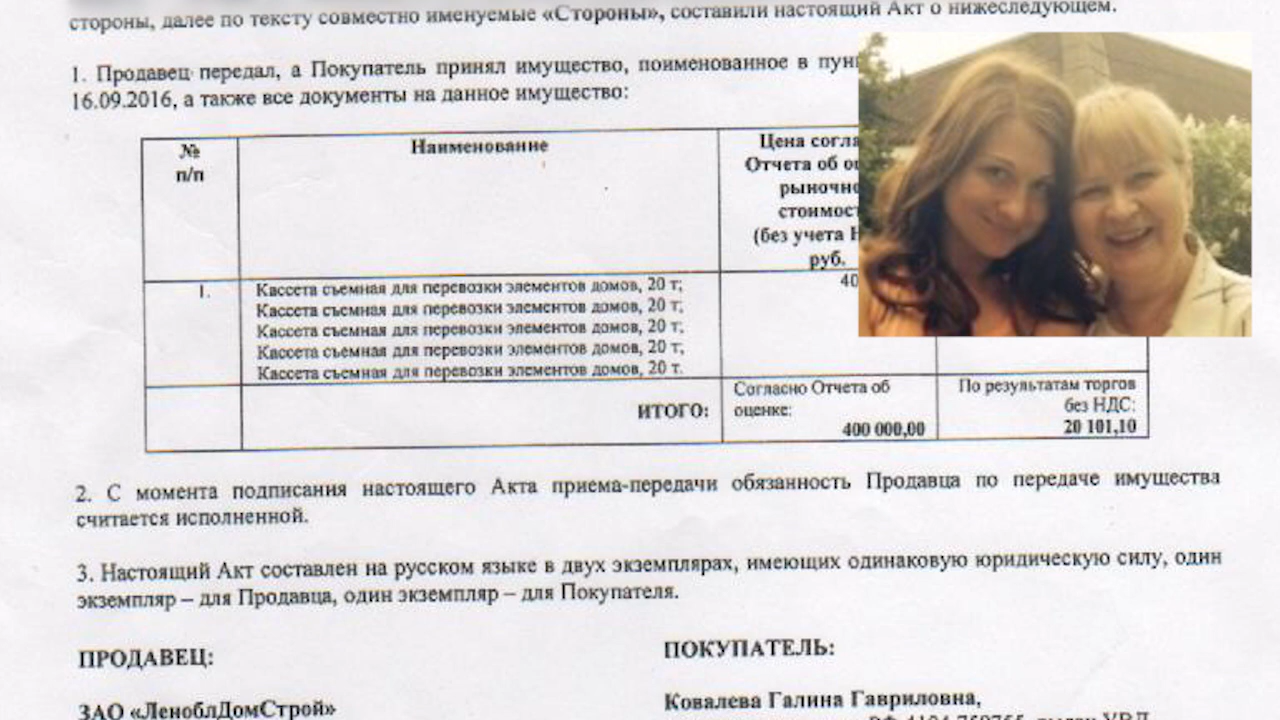 стороны, далее по тексту совместно именуемые «Стороны», составили настоящий Акт о нижеследующем.
1. Продавец передал, а Покупатель принял имущество, поименованное в
16.09.2016, а также все документы на данное имущество:
№
п/п
Наименование
Цена
Отчета об
стоимост
(без учета
руб.
1.
Кассета съемная для перевозки элементов домов, 20 т;
40
Кассета съемная для перевозки элементов домов, 20 т;
Кассета съемная для перевозки элементов домов, 20 т;
Кассета съемная для перевозки элементов домов, 20 т;
Кассета съемная для перевозки элементов домов, 20 т.
ИТОГО:
Согласно Отчета об
оценке:
400 000,00
По результатам торгов
без НДС:
20 101,10
2. С момента подписания настоящего Акта приема-передачи обязанность Продавца по передаче имущества
считается исполненной.
3. Настоящий Акт составлен на русском языке в двух экземплярах, имеющих одинаковую юридическую силу, один
экземпляр – для Продавца, один экземпляр – для Покупателя.
ПРОДАВЕЦ:
ЗАО «ЛеноблДомСтрой»
ПОКУПАТЕЛЬ:
Ковалева Галина Гавриловна,